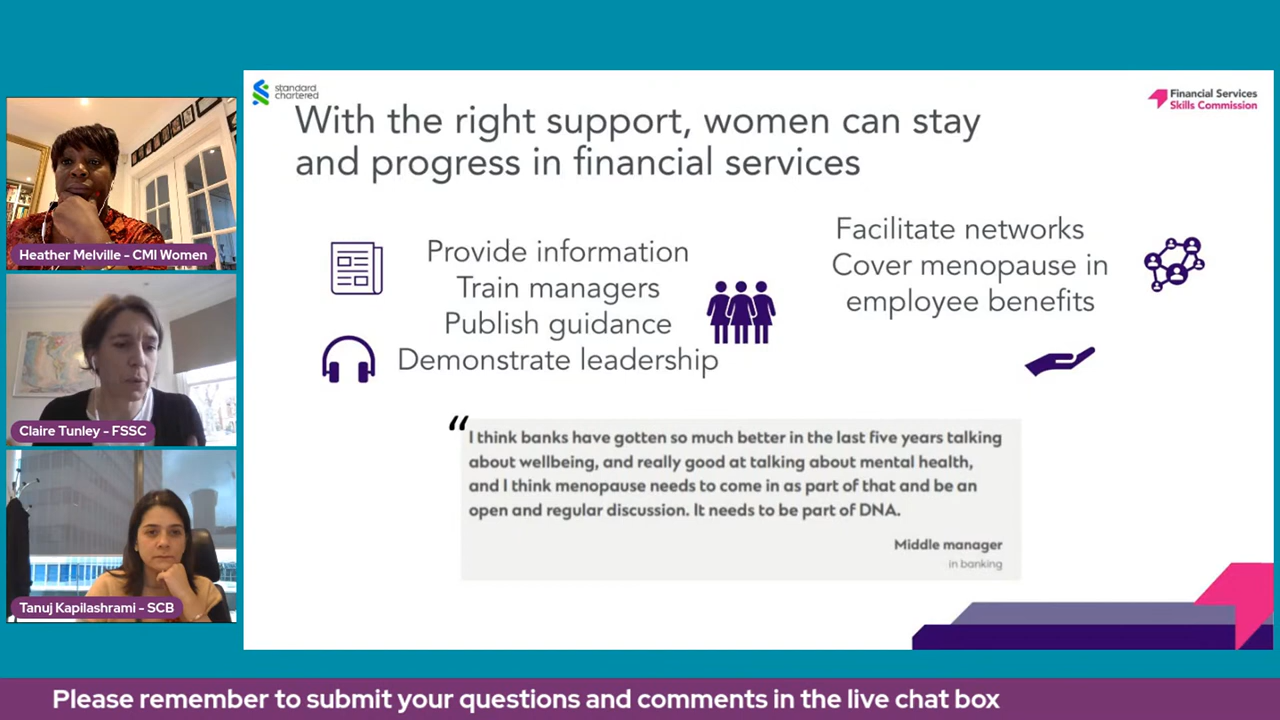 standard
chartered
Financial Services
Skills Commission
With the right support, women can stay
and progress in financial services
Provide information
Train managers
Publish guidance
Demonstrate leadership
Facilitate networks
Cover menopause in
employee benefits
“I think banks have gotten so much better in the last five years talking
about wellbeing, and really good at talking about mental health,
and I think menopause needs to come in as part of that and be an
open and regular discussion. It needs to be part of DNA.
Middle manager
in banking
Heather Melville - CMI Women
Claire Tunley - FSSC
Tanuj Kapilashrami - SCB
Please remember to submit your questions and comments in the live chat box